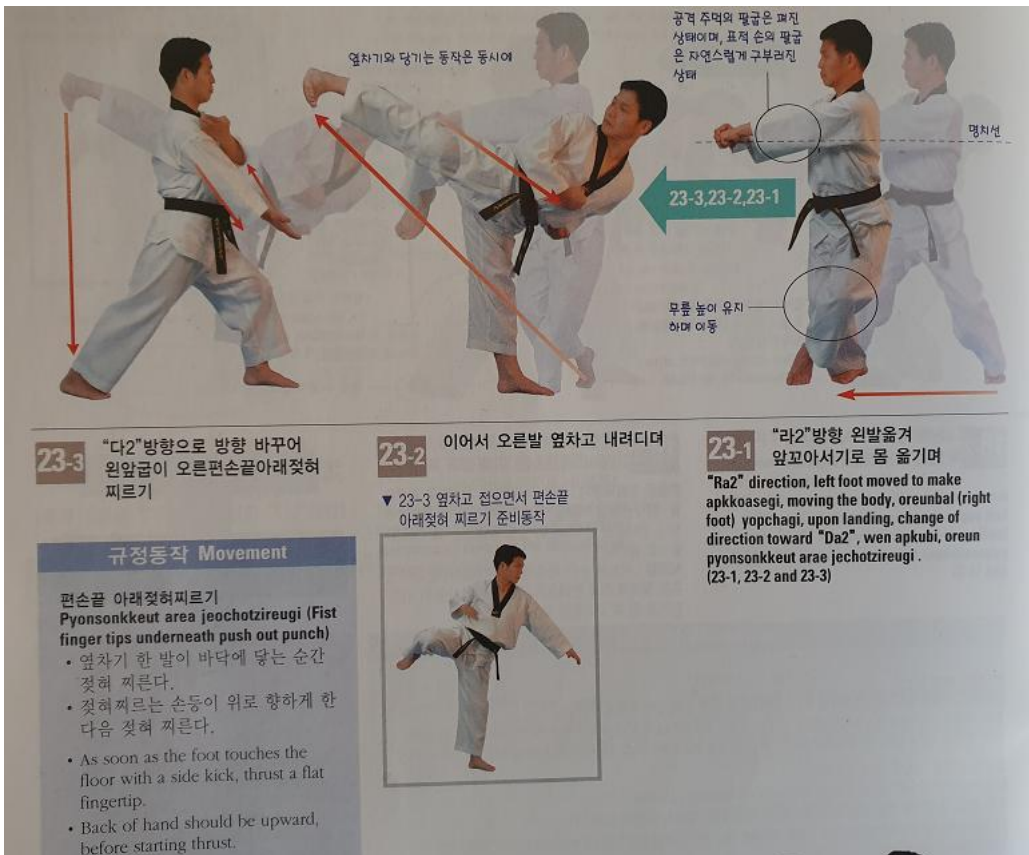 공격 주먹의 팔굽은 펴진
상태이며, 표적 손의 팔굽
은 자연스럽게 구부러진
상태
옆차기와 당기는 동작은 동시에
명치선
23-3,23-2,23-1
무릎 높이 유지
하며 이동
23-3
"다2"방향으로 방향 바꾸어
왼앞굽이 오른편손끝아래젖혀
찌르기
규정동작 Movement
편손끝 아래젖혀찌르기
Pyonsonkkeut area jeochotzireugi (Fist
finger tips underneath push out punch)
• 옆차기 한 발이 바닥에 닿는 순간
젖혀 찌른다.
• 젖혀찌르는 손등이 위로 향하게 한
다음 젖혀 찌른다.
• As soon as the foot touches the
floor with a side kick, thrust a flat
fingertip.
• Back of hand should be upward,
before starting thrust.
23-2
이어서 오른발 옆차고 내려디뎌
▼ 23-3 옆차고 접으면서 편손끝
아래젖혀 찌르기 준비동작
23-1
"라2"방향 왼발옮겨
앞꼬아서기로 몸 옮기며
"Ra2" direction, left foot moved to make
apkkoasegi, moving the body, oreunbal (right
foot) yopchagi, upon landing, change of
direction toward "Da2", wen apkubi, oreun
pyonsonkkeut arae jechotzireugi .
(23-1, 23-2 and 23-3)